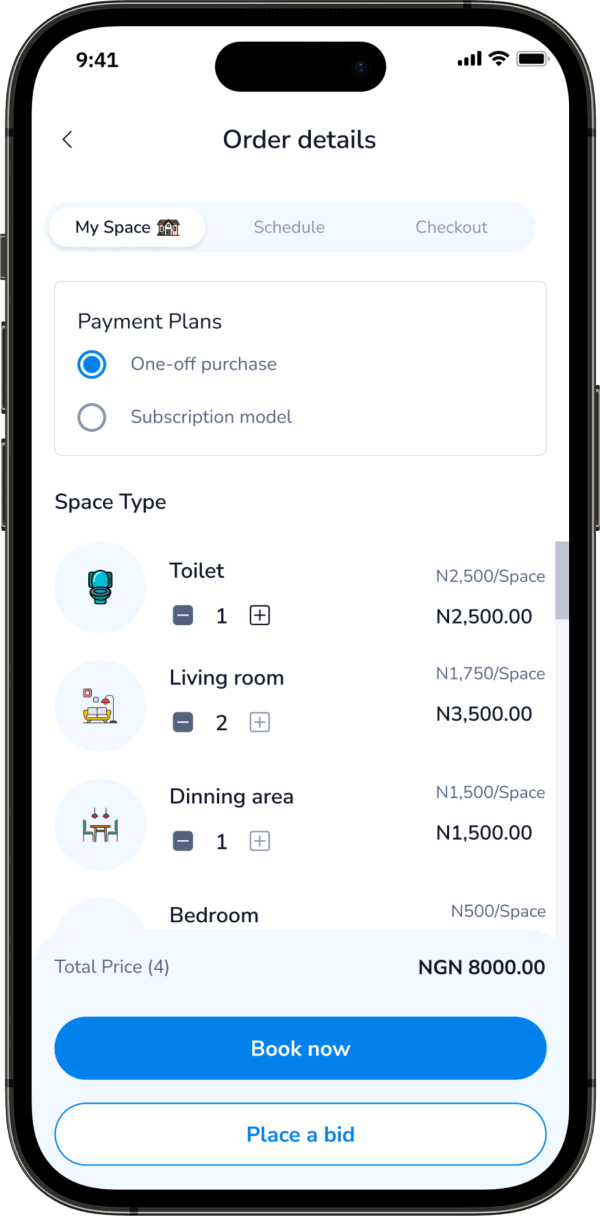 9:41
Order details
My Space
Schedule
Checkout
Payment Plans
One-off purchase
Subscription model
Space Type
Toilet
N2,500/Space
1
N2,500.00
Living room
N1,750/Space
2
N3,500.00
Dinning area
N1,500/Space
1
N1,500.00
Bedroom
N500/Space
Total Price (4)
NGN 8000.00
Book now
Place a bid